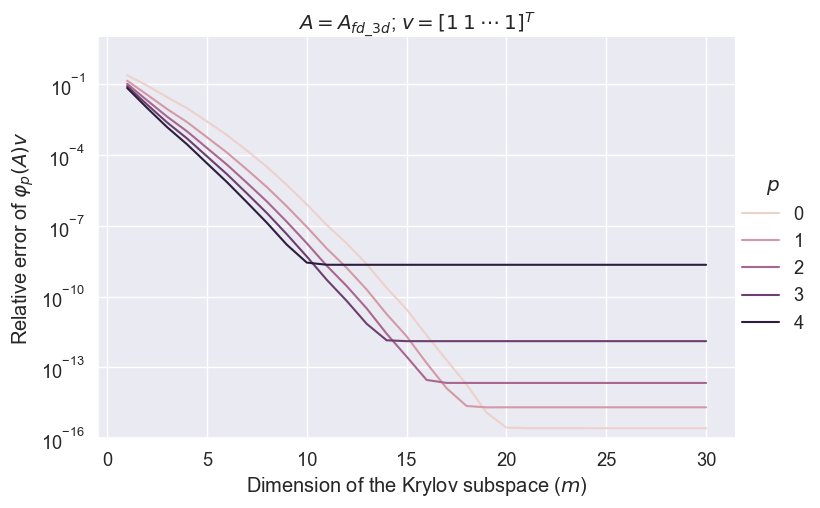 A = A_{fd_3d}; v = [1 1 ⋯ 1]^T
Relative error of φ_p(A)v
10^{-1}
10^{-4}
10^{-7}
10^{-10}
10^{-13}
10^{-16}
0 5 10 15 20 25 30
Dimension of the Krylov subspace (m)
p
0
1
2
3
4